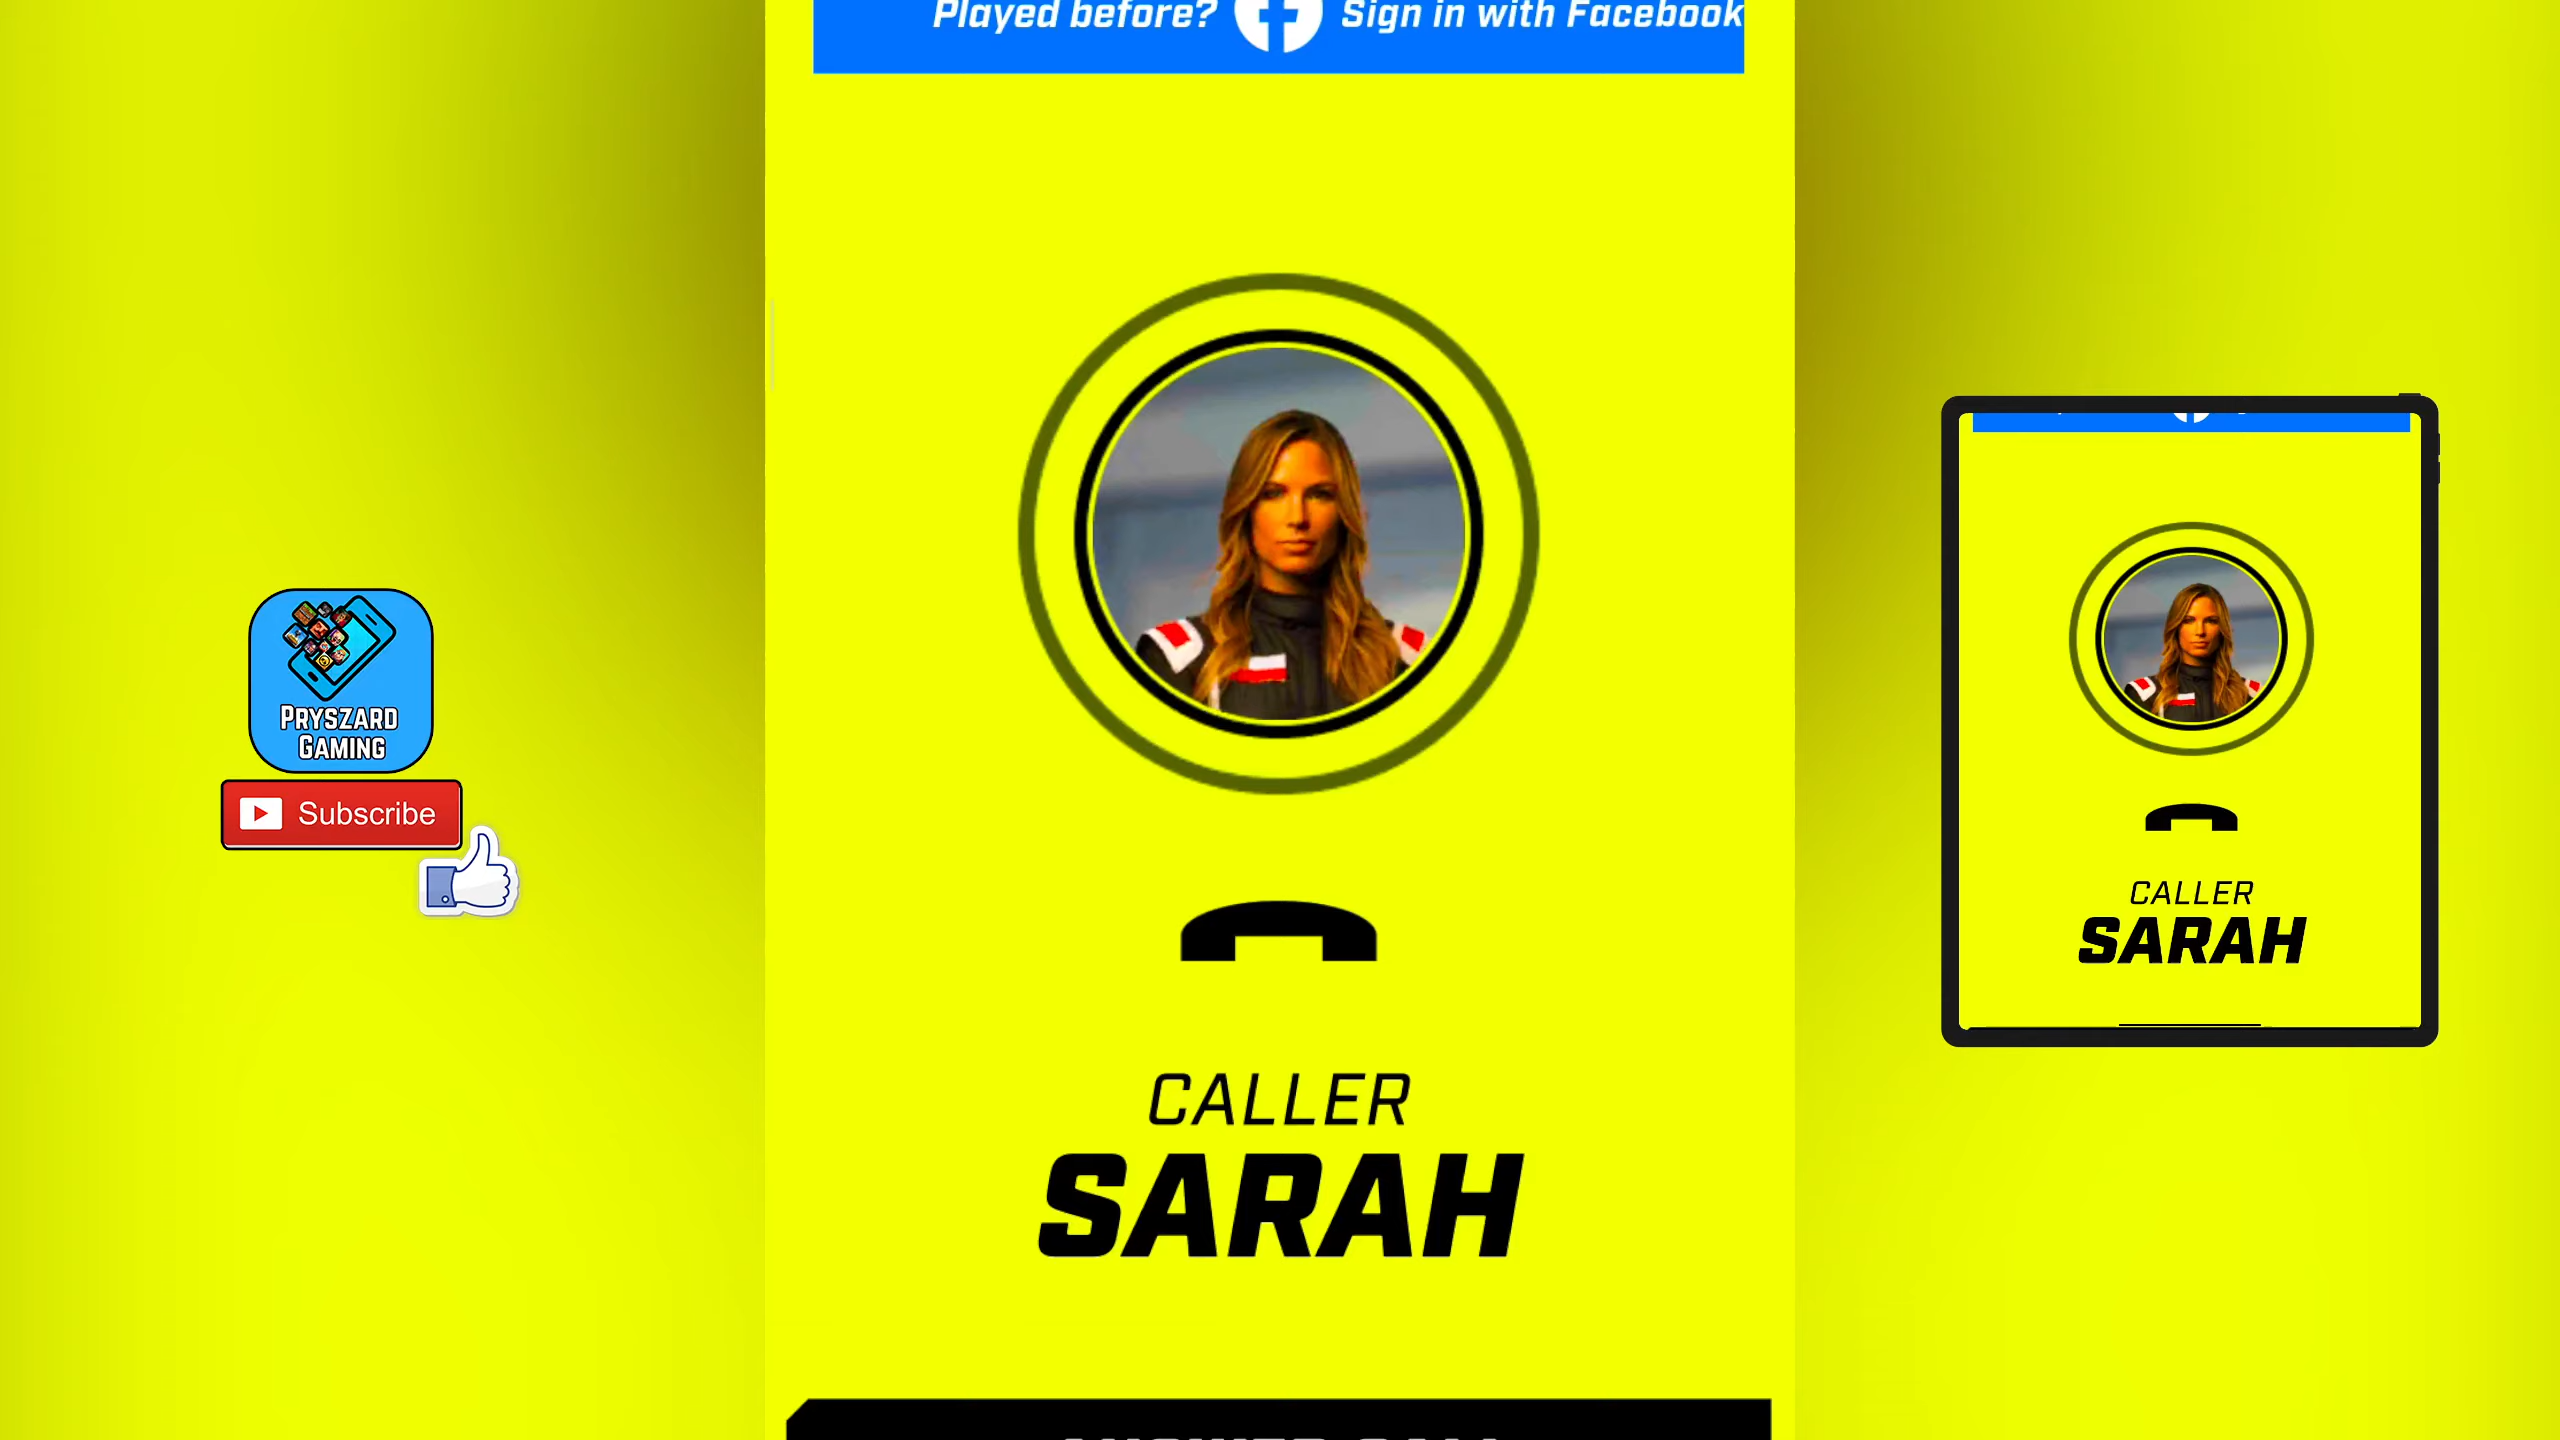 Played before? Sign in with Facebook
PRYSZARD
GAMING
Subscribe
CALLER
SARAH
CALLER
SARAH